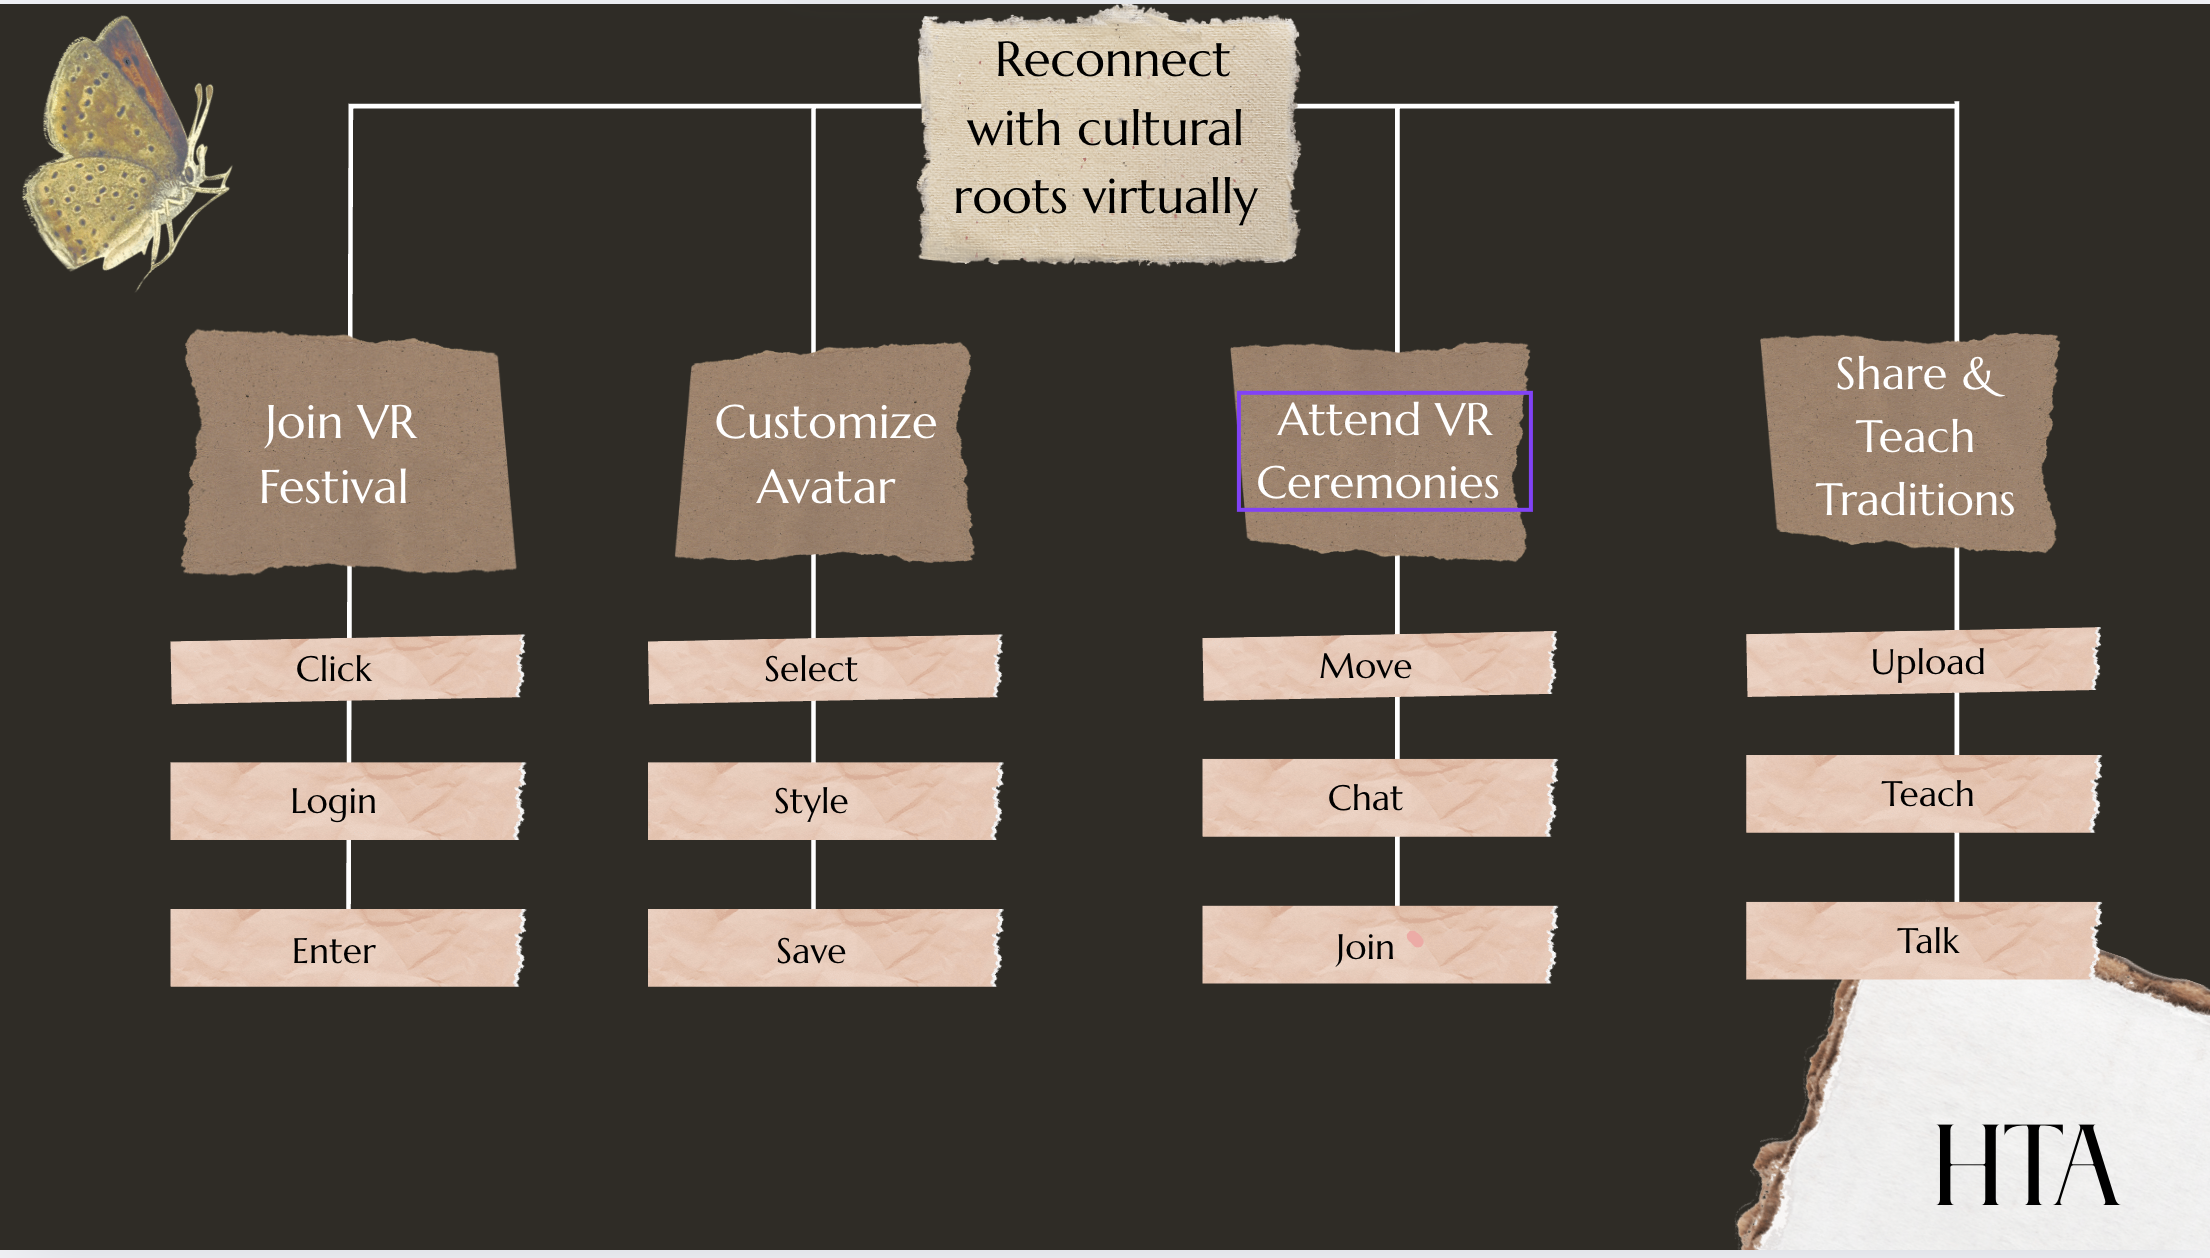 Reconnect
with cultural
roots virtually
Join VR
Festival
Click
Login
Enter
Customize
Avatar
Select
Style
Save
Attend VR
Ceremonies
Move
Chat
Join
Share &
Teach
Traditions
Upload
Teach
Talk
HTA